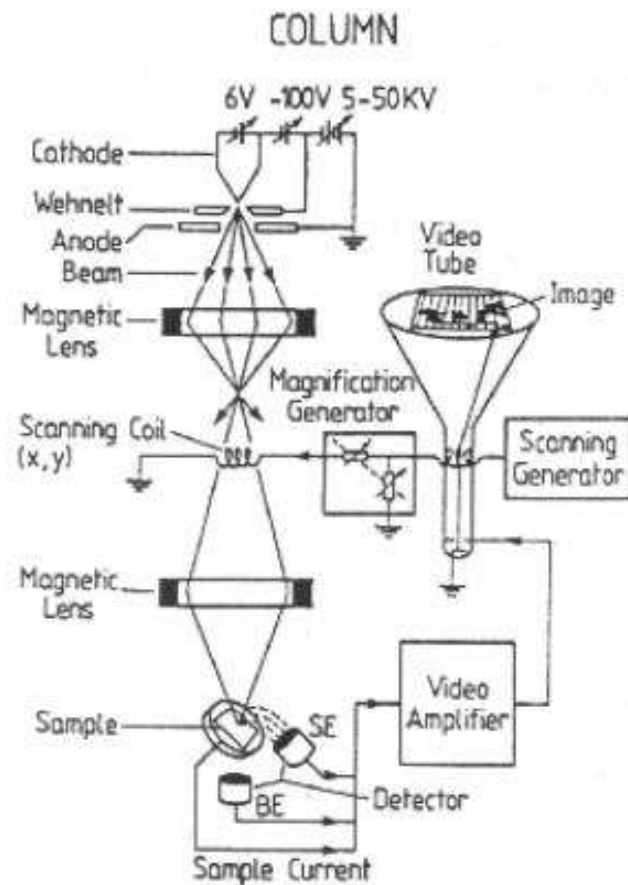 COLUMN
6V -100V 5-50KV
Cathode
Wehnelt
Anode
Beam
Magnetic
Lens
Video
Tube
Image
Magnification
Generator
Scanning Coil
(x,y)
Scanning
Generator
Magnetic
Lens
Sample
SE
BE
Detector
Video
Amplifier
Sample Current